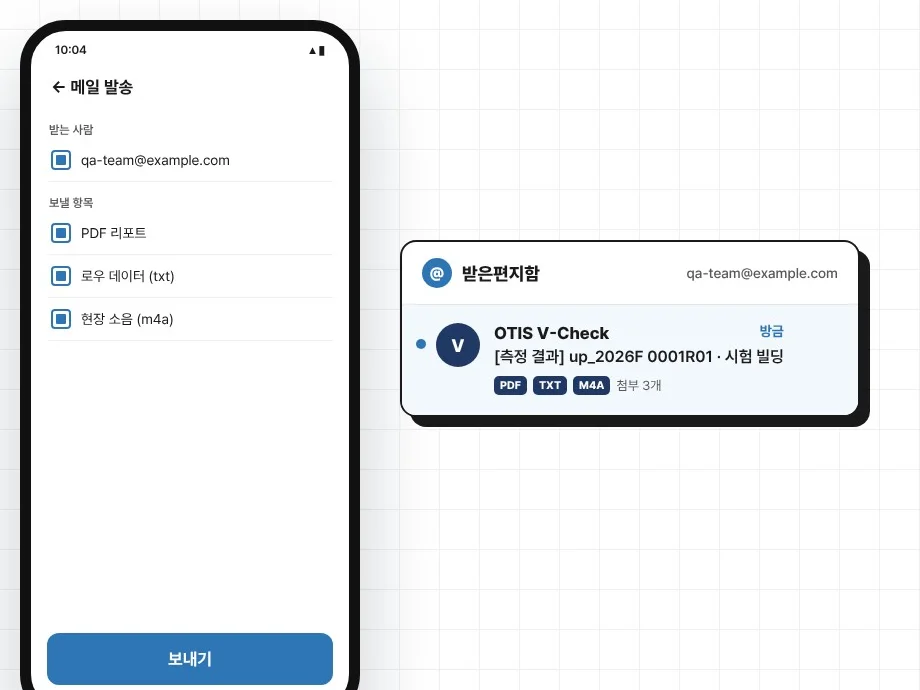 10:04
← 메일 발송
받는 사람
qa-team@example.com
보낼 항목
PDF 리포트
로우 데이터 (txt)
현장 소음 (m4a)
보내기
@ 받은편지함 qa-team@example.com
V
OTIS V-Check 방금
[측정 결과] up_2026F 0001R01 · 시험 빌딩
PDF TXT M4A 첨부 3개